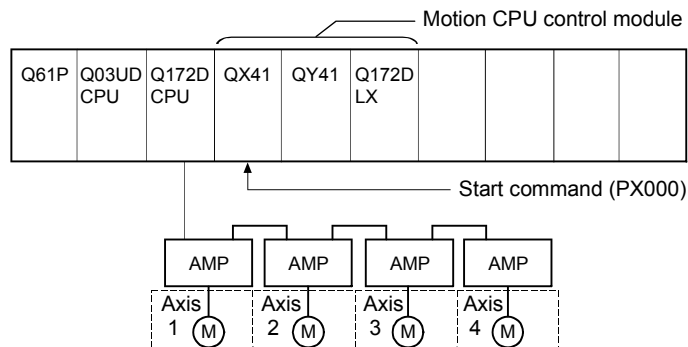 Motion CPU control module
Q61P
Q03UD
CPU
Q172D
CPU
QX41
QY41
Q172D
LX
Start command (PX000)
AMP
AMP
AMP
AMP
Axis
1
M
Axis
2
M
Axis
3
M
Axis
4
M